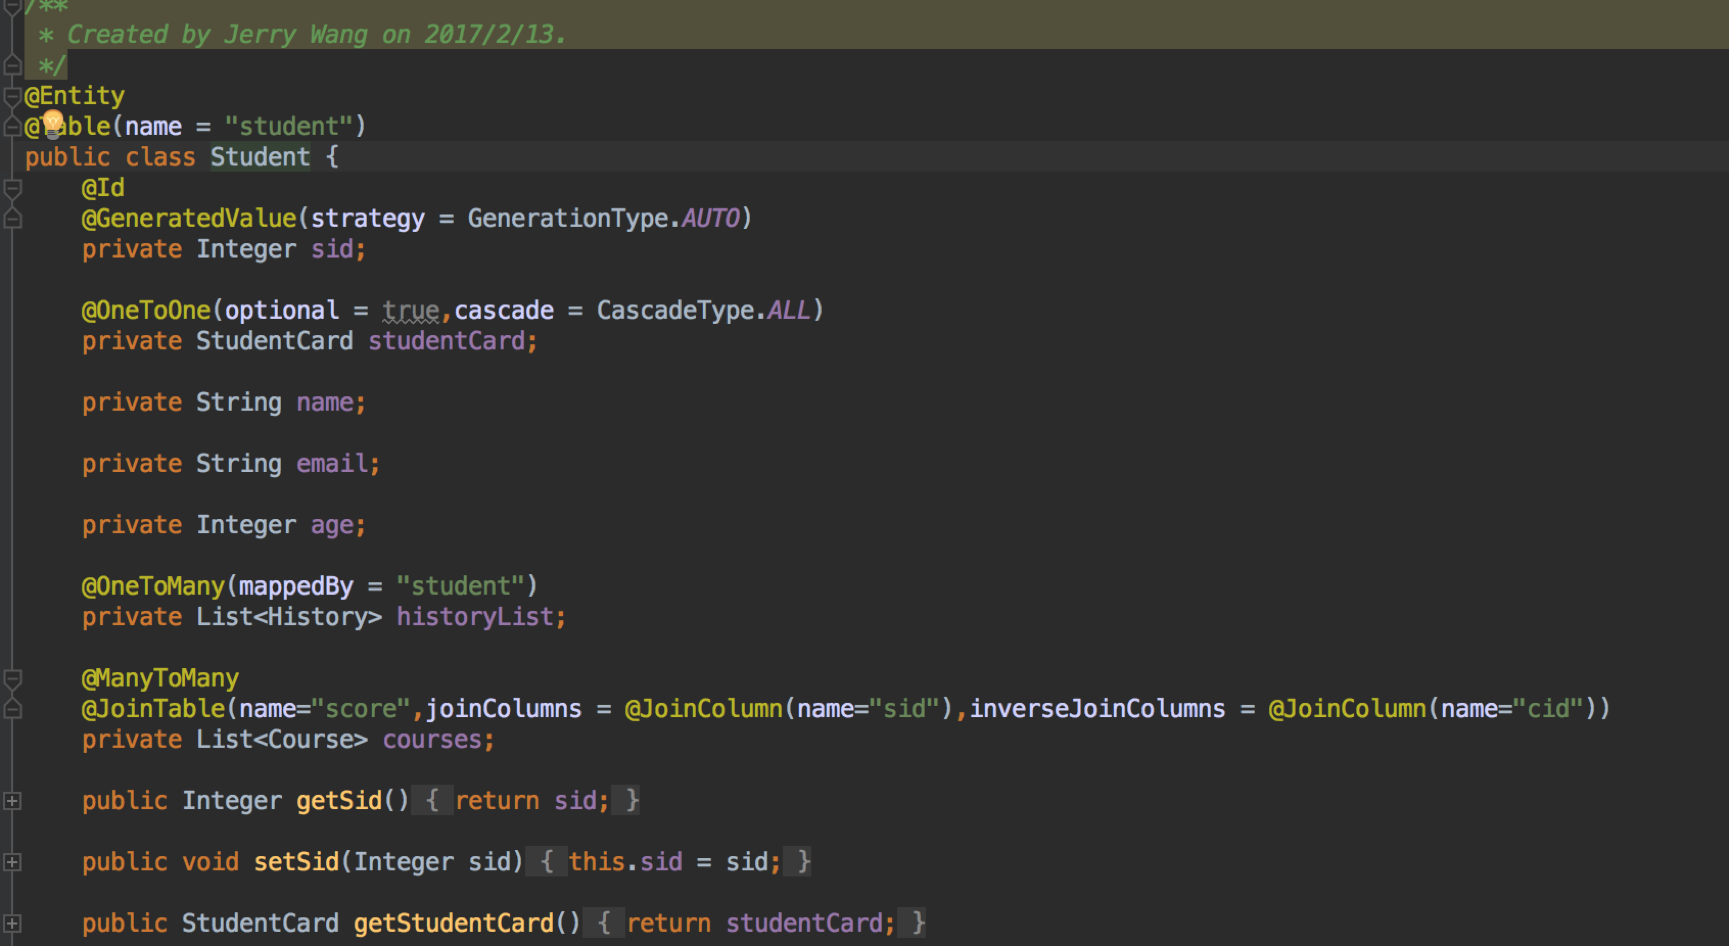 /**
 * Created by Jerry Wang on 2017/2/13.
 */
@Entity
@Table(name = "student")
public class Student {
    @Id
    @GeneratedValue(strategy = GenerationType.AUTO)
    private Integer sid;

    @OneToOne(optional = true,cascade = CascadeType.ALL)
    private StudentCard studentCard;

    private String name;

    private String email;

    private Integer age;

    @OneToMany(mappedBy = "student")
    private List<History> historyList;

    @ManyToMany
    @JoinTable(name="score",joinColumns = @JoinColumn(name="sid"),inverseJoinColumns = @JoinColumn(name="cid"))
    private List<Course> courses;

    public Integer getSid() { return sid; }

    public void setSid(Integer sid) { this.sid = sid; }

    public StudentCard getStudentCard() { return studentCard; }